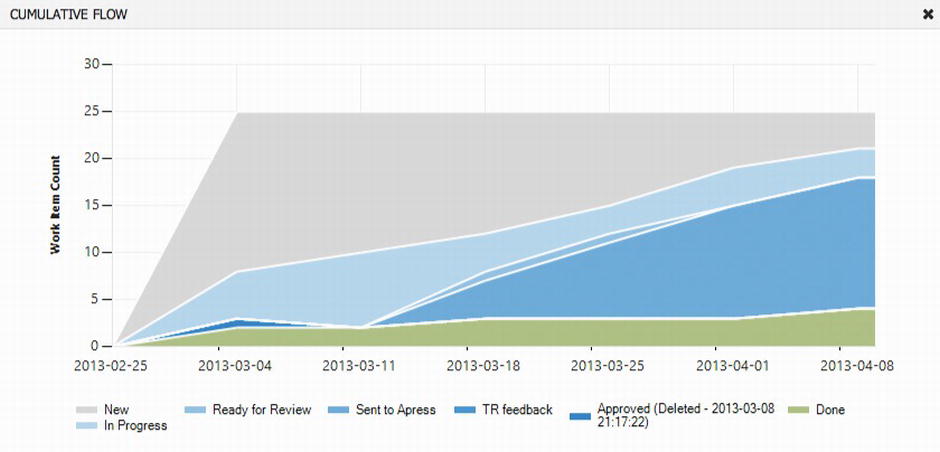 CUMULATIVE FLOW
✖
30
25
20
15
10
5
0
Work Item Count
2013-02-25 2013-03-04 2013-03-11 2013-03-18 2013-03-25 2013-04-01 2013-04-08
New Ready for Review Sent to Apress TR feedback Approved (Deleted - 2013-03-08 Done
In Progress 21:17:22)